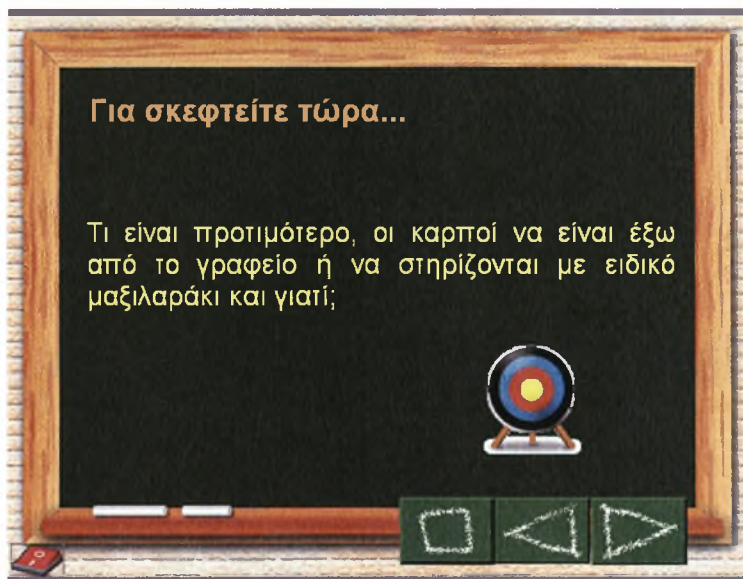 Για σκεφτείτε τώρα...
Τι είναι προτιμότερο, οι καρποί να είναι έξω
από το γραφείο ή να στηρίζονται με ειδικό
μαξιλαράκι και γιατί;